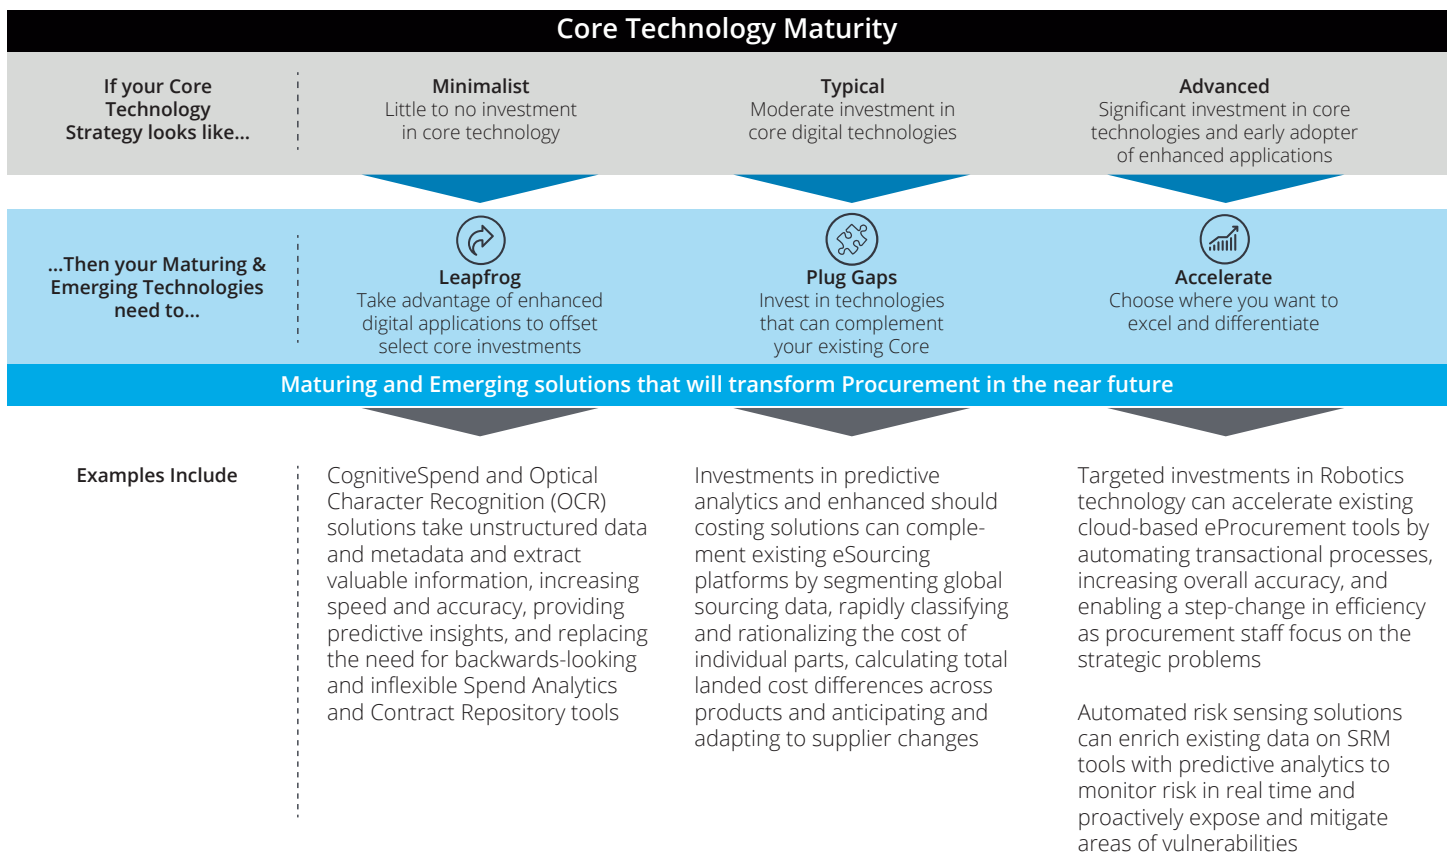 Core Technology Maturity
If your Core
Technology
Strategy looks like...
Minimalist
Little to no investment
in core technology
Typical
Moderate investment in
core digital technologies
Advanced
Significant investment in core
technologies and early adopter
of enhanced applications
...Then your Maturing &
Emerging Technologies
need to...
Leapfrog
Take advantage of enhanced
digital applications to offset
select core investments
Plug Gaps
Invest in technologies
that can complement
your existing Core
Accelerate
Choose where you want to
excel and differentiate
Maturing and Emerging solutions that will transform Procurement in the near future
Examples Include
CognitiveSpend and Optical
Character Recognition (OCR)
solutions take unstructured data
and metadata and extract
valuable information, increasing
speed and accuracy, providing
predictive insights, and replacing
the need for backwards-looking
and inflexible Spend Analytics
and Contract Repository tools
Investments in predictive
analytics and enhanced should
costing solutions can comple-
ment existing eSourcing
platforms by segmenting global
sourcing data, rapidly classifying
and rationalizing the cost of
individual parts, calculating total
landed cost differences across
products and anticipating and
adapting to supplier changes
Targeted investments in Robotics
technology can accelerate existing
cloud-based eProcurement tools by
automating transactional processes,
increasing overall accuracy, and
enabling a step-change in efficiency
as procurement staff focus on the
strategic problems
Automated risk sensing solutions
can enrich existing data on SRM
tools with predictive analytics to
monitor risk in real time and
proactively expose and mitigate
areas of vulnerabilities